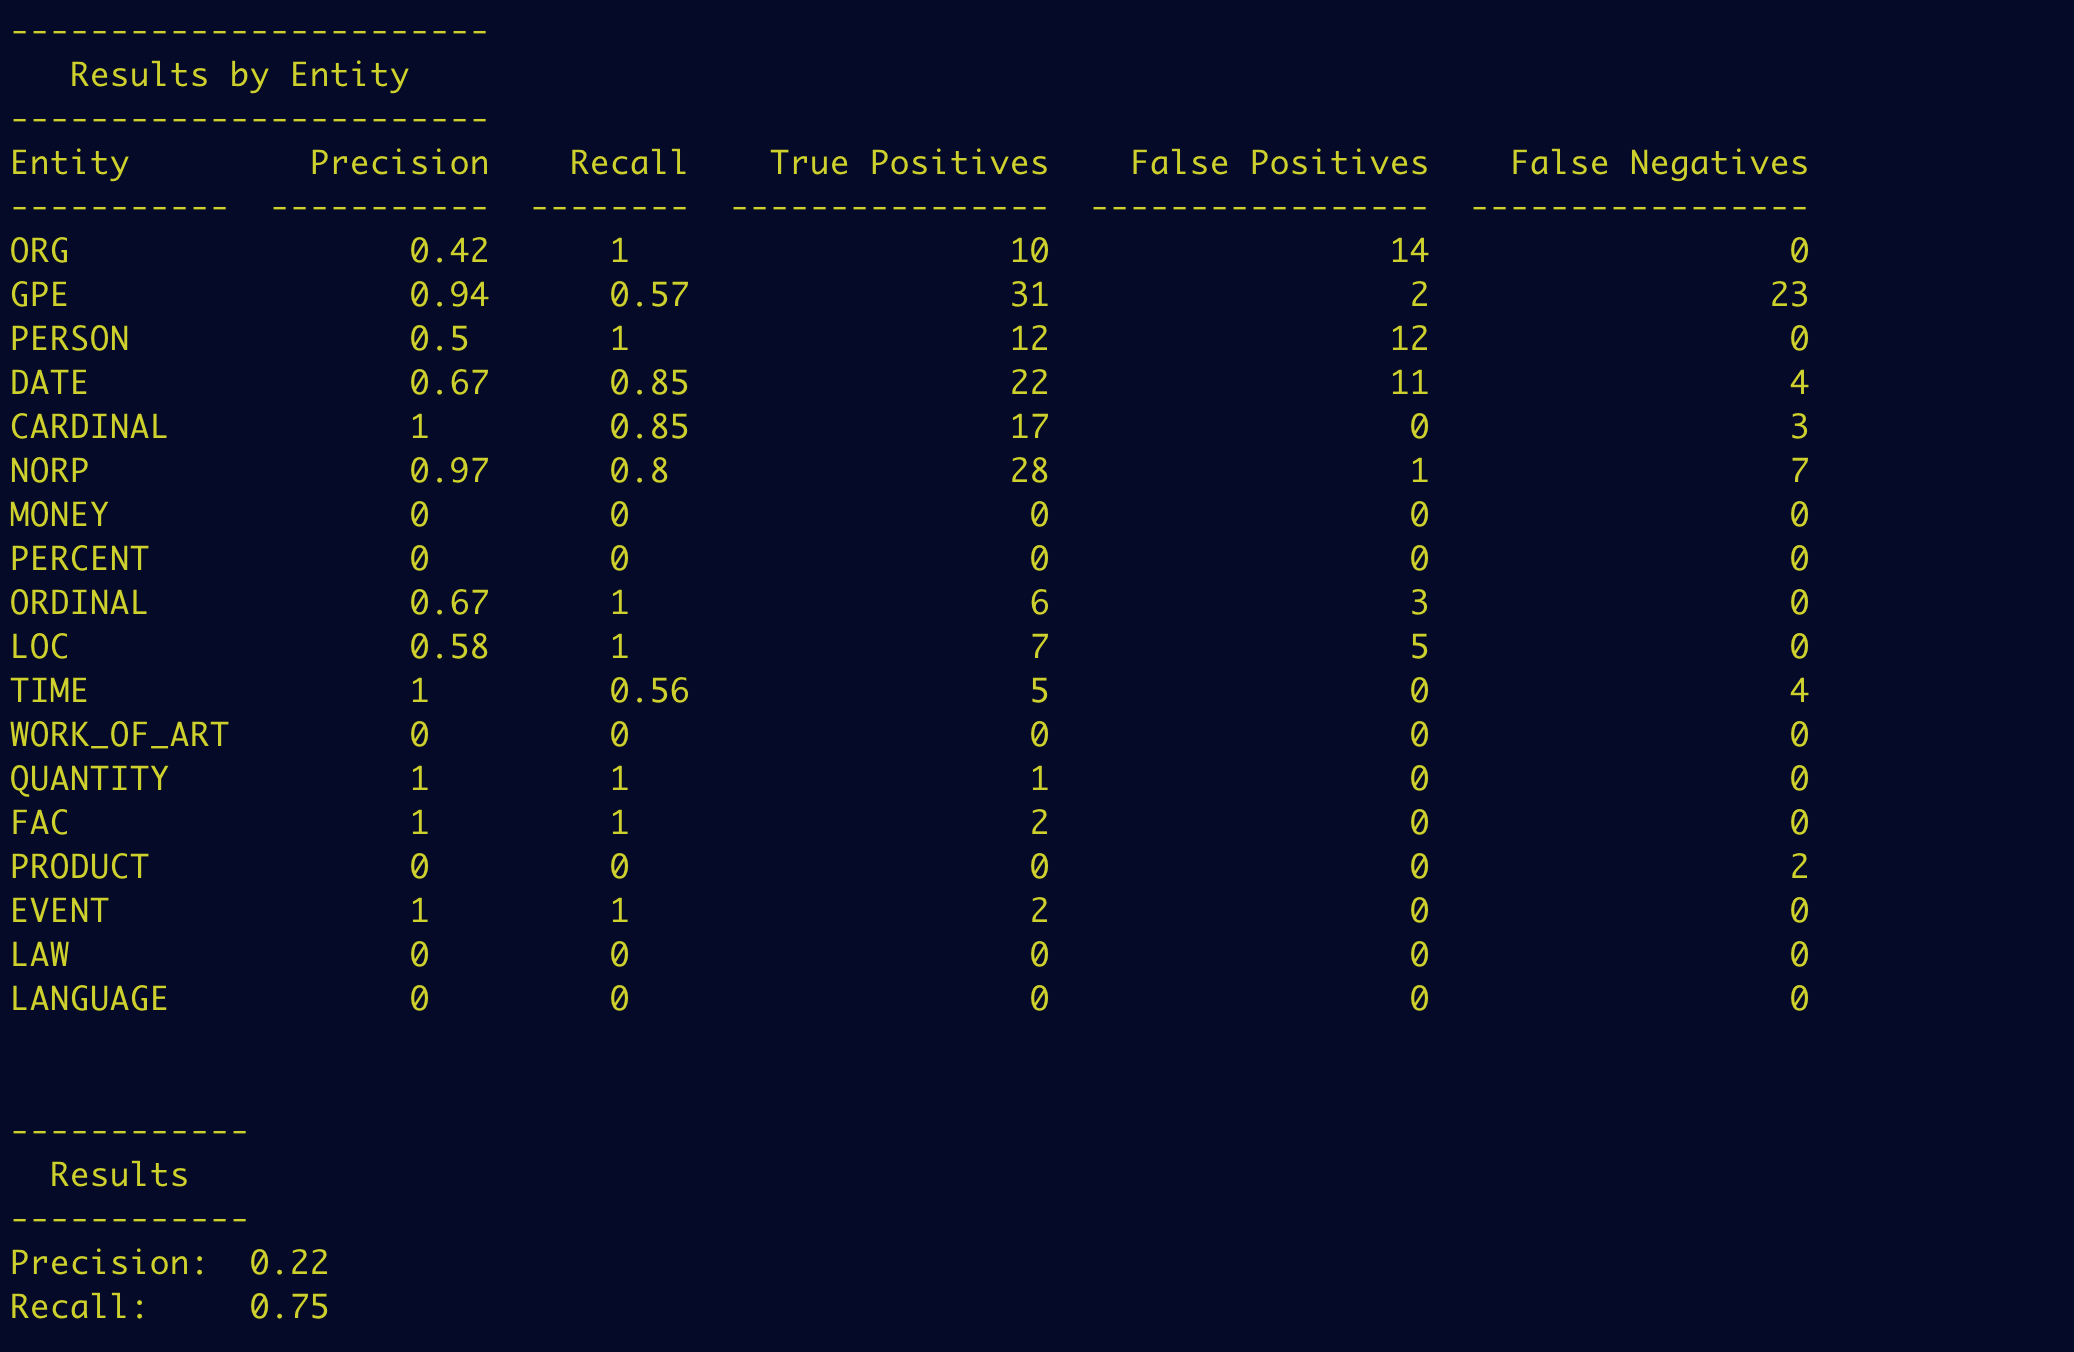 ------------------------
   Results by Entity
------------------------
Entity         Precision    Recall    True Positives    False Positives    False Negatives
-----------  -----------  --------  ----------------  -----------------  -----------------
ORG                 0.42      1                   10                 14                  0
GPE                 0.94      0.57                31                  2                 23
PERSON              0.5       1                   12                 12                  0
DATE                0.67      0.85                22                 11                  4
CARDINAL            1         0.85                17                  0                  3
NORP                0.97      0.8                 28                  1                  7
MONEY               0         0                    0                  0                  0
PERCENT             0         0                    0                  0                  0
ORDINAL             0.67      1                    6                  3                  0
LOC                 0.58      1                    7                  5                  0
TIME                1         0.56                 5                  0                  4
WORK_OF_ART         0         0                    0                  0                  0
QUANTITY            1         1                    1                  0                  0
FAC                 1         1                    2                  0                  0
PRODUCT             0         0                    0                  0                  2
EVENT               1         1                    2                  0                  0
LAW                 0         0                    0                  0                  0
LANGUAGE            0         0                    0                  0                  0
------------
  Results
------------
Precision:  0.22
Recall:     0.75